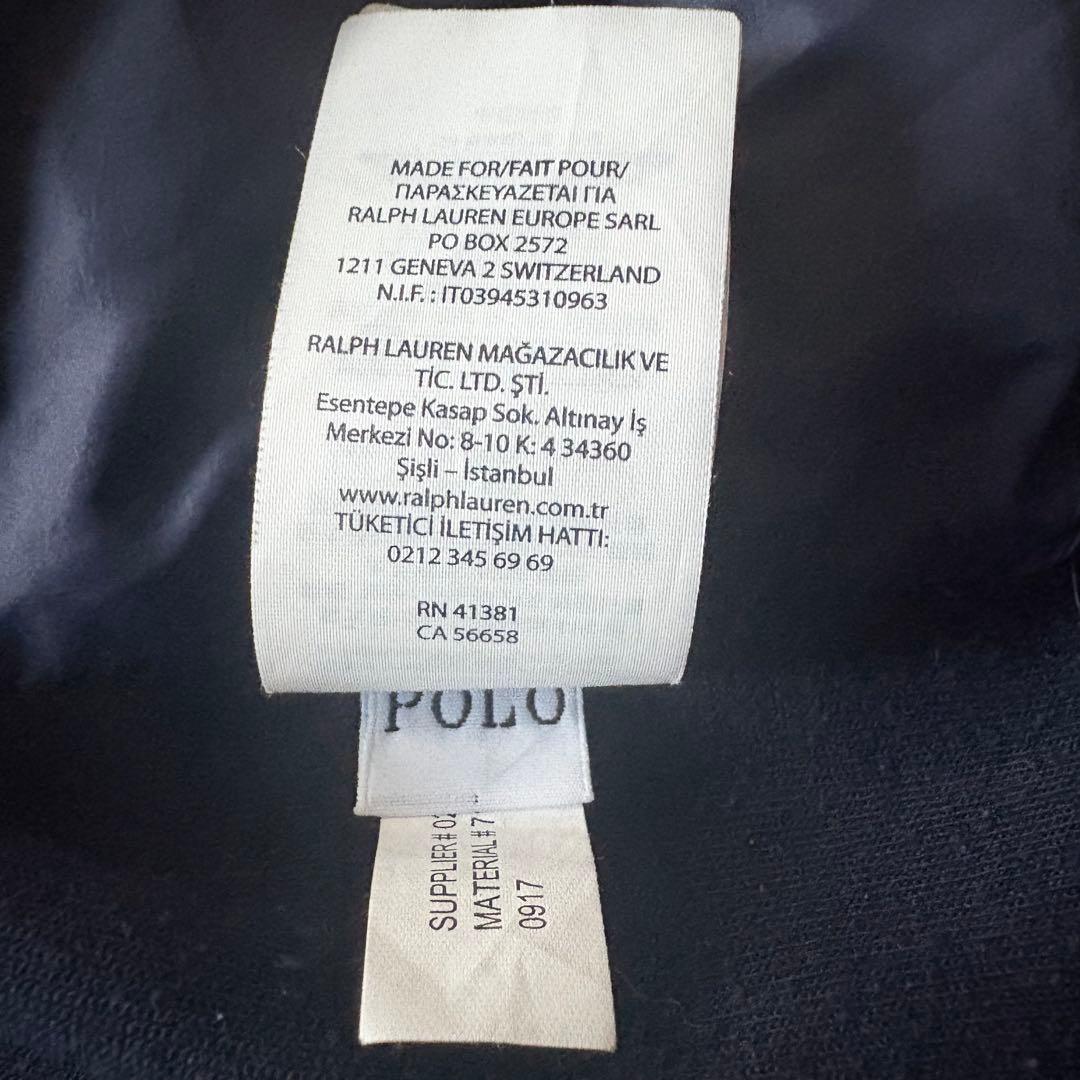 MADE FOR/FAIT POUR/
ΠΑΡΑΣΚΕΥΑΖΕΤΑΙ ΓΙΑ
RALPH LAUREN EUROPE SARL
PO BOX 2572
1211 GENEVA 2 SWITZERLAND
N.I.F. : IT03945310963
RALPH LAUREN MAĞAZACILIK VE
TİC. LTD. ŞTİ.
Esentepe Kasap Sok. Altınay İş
Merkezi No: 8-10 K: 4 34360
Şişli – İstanbul
www.ralphlauren.com.tr
TÜKETİCİ İLETİŞİM HATTI:
0212 345 69 69
RN 41381
CA 56658
POLO
SUPPLIER#
MATERIAL#
0917